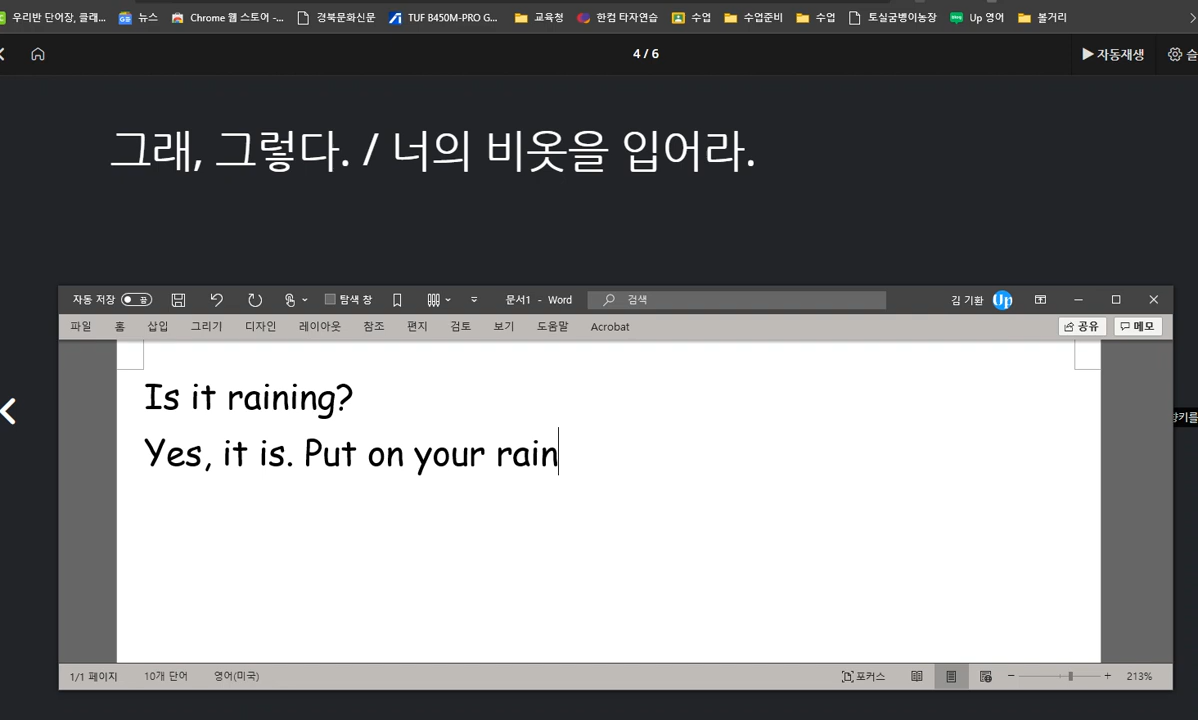 우리반 단어장, 클래... 뉴스 Chrome 웹 스토어 -... 경북문화신문 TUF B450M-PRO G... 교육청 한컴 타자연습 수업 수업준비 수업 토실굼벵이농장 Up 영어 볼거리
4 / 6 자동재생 슬
그래, 그렇다. / 너의 비옷을 입어라.
자동 저장 끔 탐색 창 문서1 - Word 검색 김 기환 Up
파일 홈 삽입 그리기 디자인 레이아웃 참조 편지 검토 보기 도움말 Acrobat 공유 메모
Is it raining?
향키를
Yes, it is. Put on your rain
1/1 페이지 10개 단어 영어(미국) 포커스 213%